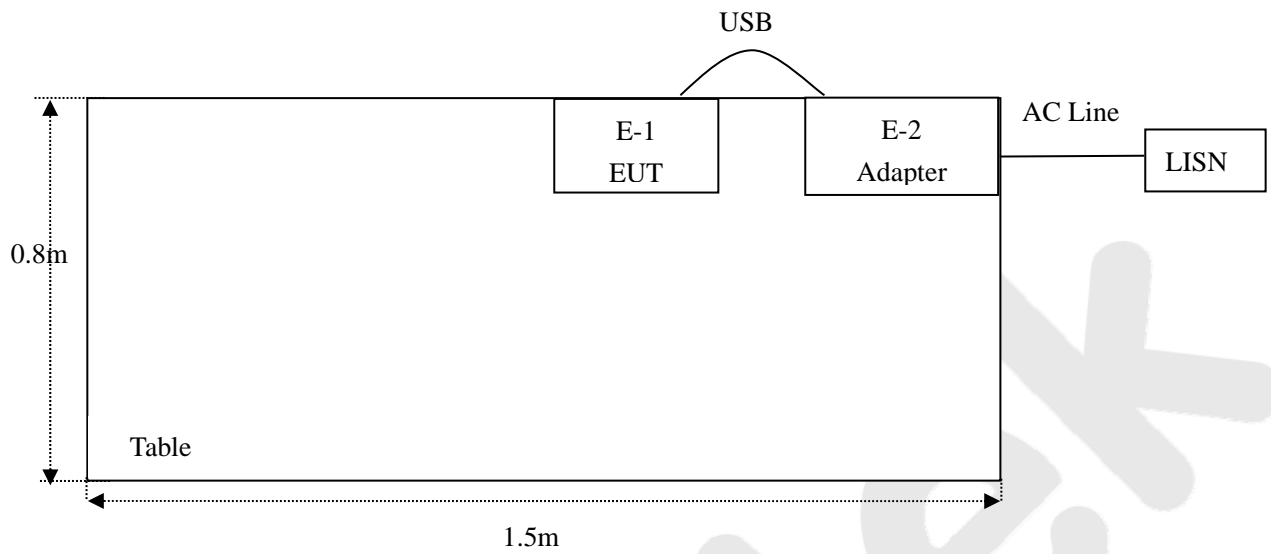 USB
E-1
EUT
E-2
Adapter
AC Line
LISN
0.8m
Table
1.5m